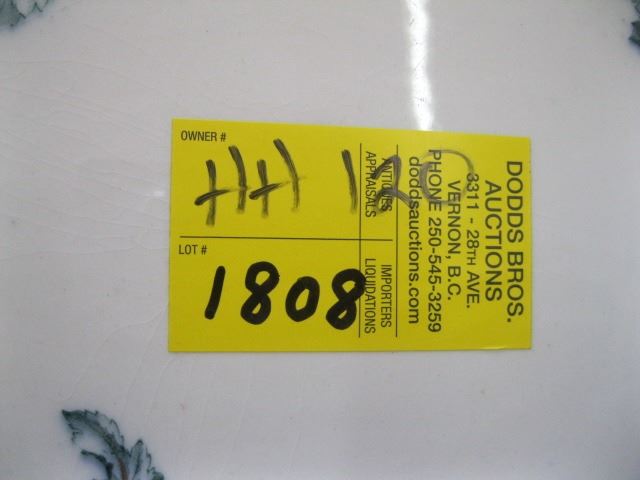 OWNER #
HH 120
LOT #
1808
ANTIQUES
APPRAISALS
IMPORTERS
LIQUIDATIONS
DODDS BROS.
AUCTIONS
3311 - 28TH AVE.
VERNON, B.C.
PHONE 250-545-3259
doddsauctions.com